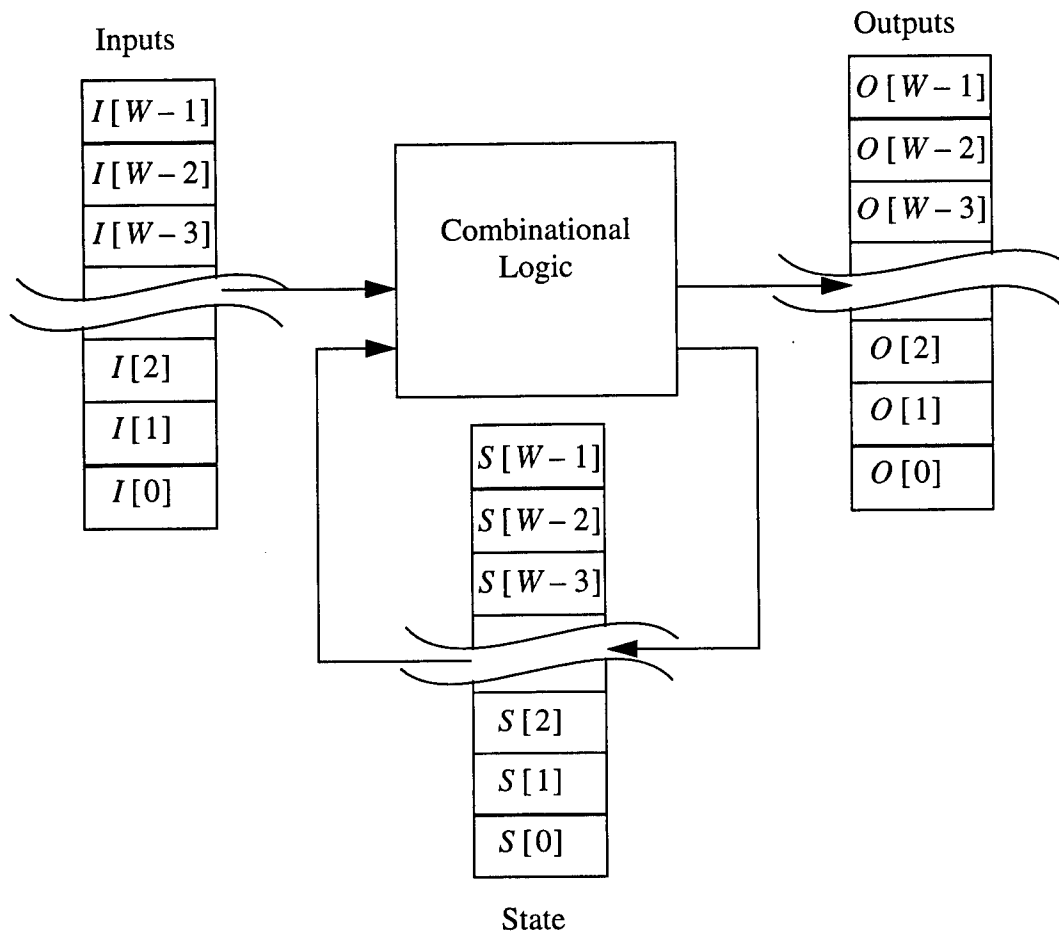 Inputs
I[W – 1]
I[W – 2]
I[W – 3]
I[2]
I[1]
I[0]
Combinational
Logic
Outputs
O[W – 1]
O[W – 2]
O[W – 3]
O[2]
O[1]
O[0]
S[W – 1]
S[W – 2]
S[W – 3]
S[2]
S[1]
S[0]
State